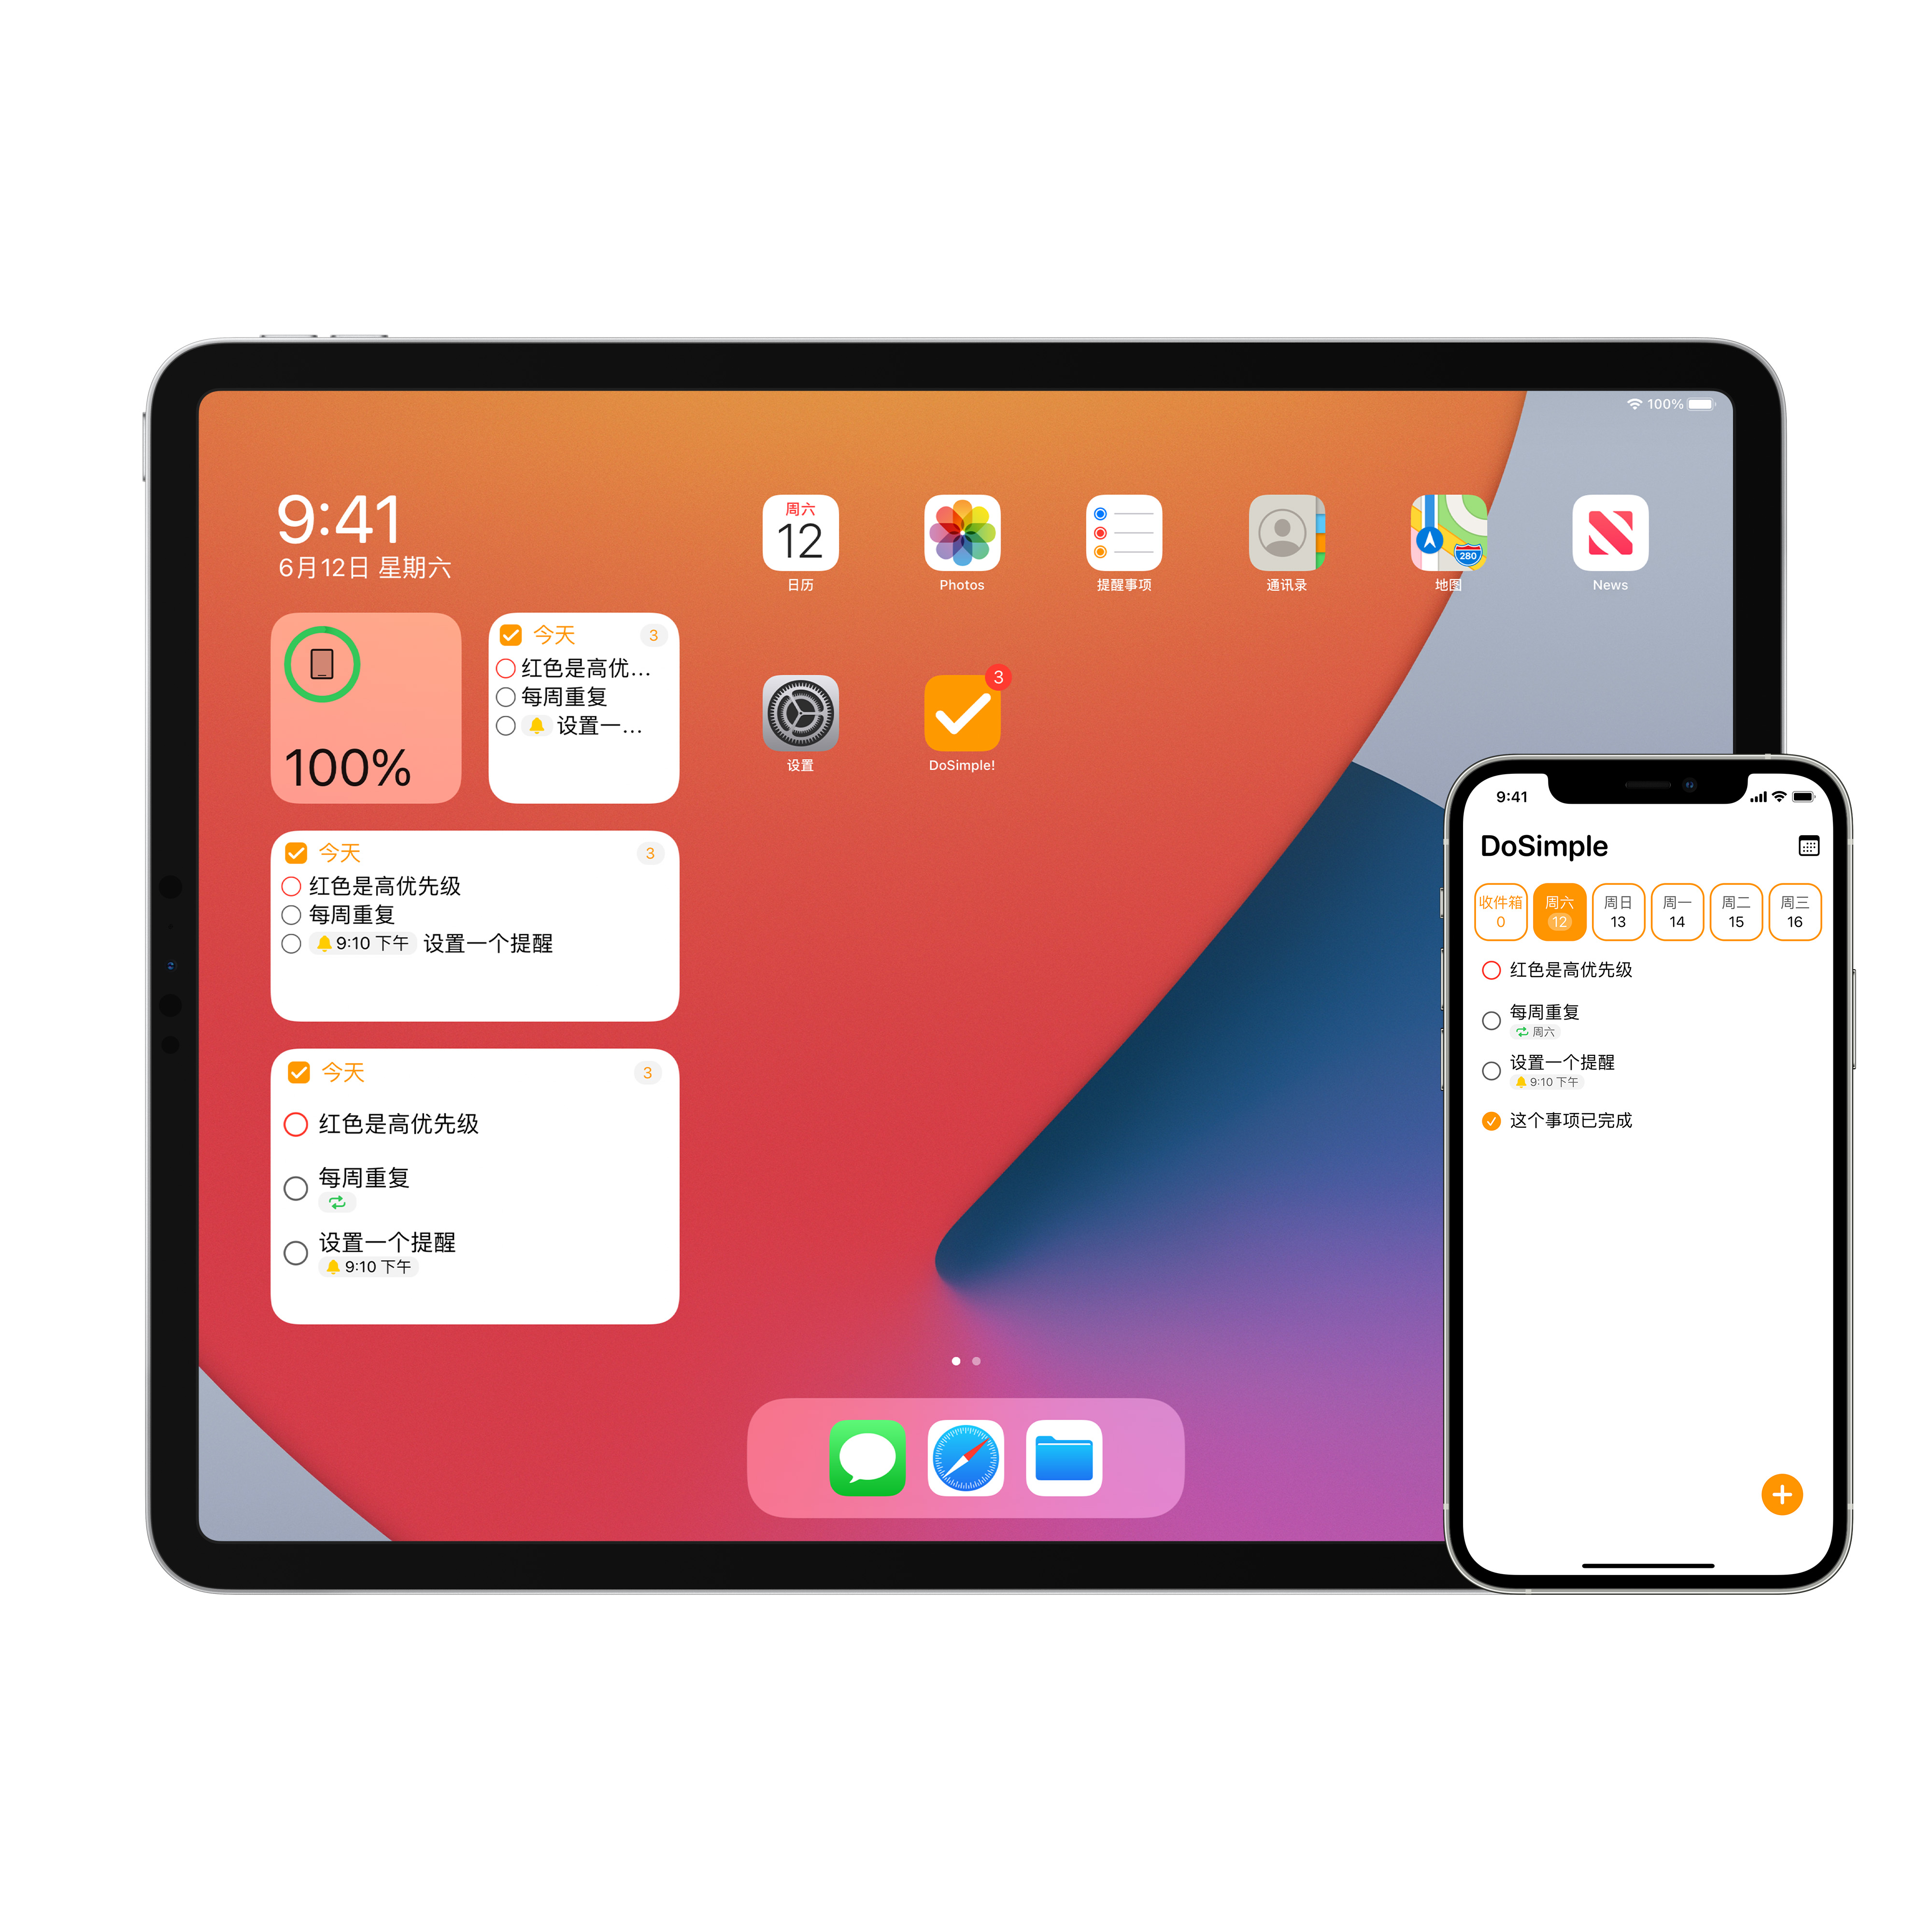 100%
9:41
6月12日 星期六
周六
12
日历
Photos
提醒事项
通讯录
280
地图
News
100%
今天 3
红色是高优…
每周重复
设置一…
设置
3
DoSimple!
今天 3
红色是高优先级
每周重复
9:10 下午 设置一个提醒
今天 3
红色是高优先级
每周重复
设置一个提醒
9:10 下午
9:41
DoSimple
收件箱 周六 周日 周一 周二 周三
0 12 13 14 15 16
红色是高优先级
每周重复
周六
设置一个提醒
9:10 下午
这个事项已完成